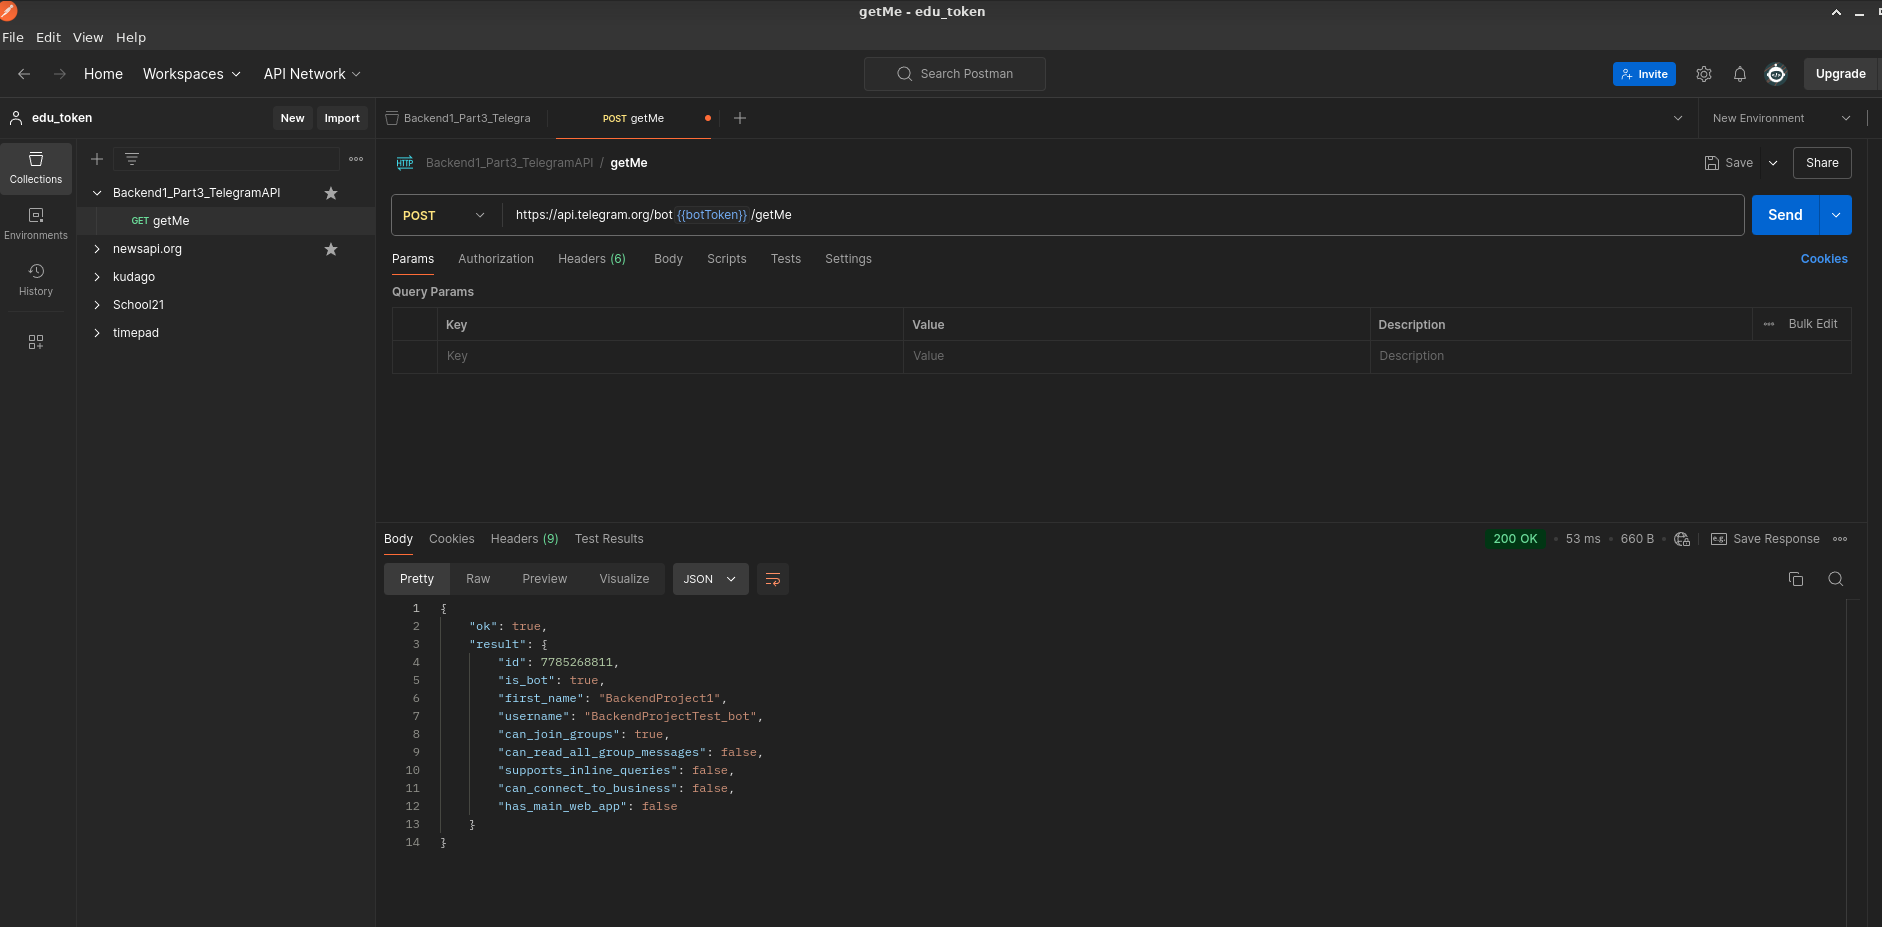 getMe - edu_token
File Edit View Help
Home Workspaces API Network Search Postman Invite Upgrade
edu_token New Import Backend1_Part3_Telegra POST getMe New Environment
Backend1_Part3_TelegramAPI / getMe Save Share
Collections
Backend1_Part3_TelegramAPI
GET getMe
Environments
newsapi.org
kudago
History
School21
timepad
POST https://api.telegram.org/bot {{botToken}} /getMe Send
Params Authorization Headers (6) Body Scripts Tests Settings Cookies
Query Params
Key Value Description Bulk Edit
Key Value Description
Body Cookies Headers (9) Test Results 200 OK 53 ms 660 B e.g. Save Response
Pretty Raw Preview Visualize JSON
1 {
2 "ok": true,
3 "result": {
4 "id": 7785268811,
5 "is_bot": true,
6 "first_name": "BackendProject1",
7 "username": "BackendProjectTest_bot",
8 "can_join_groups": true,
9 "can_read_all_group_messages": false,
10 "supports_inline_queries": false,
11 "can_connect_to_business": false,
12 "has_main_web_app": false
13 }
14 }